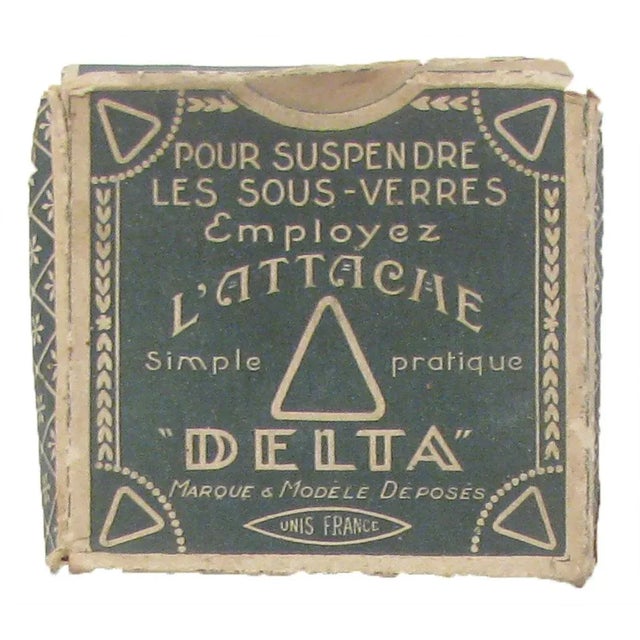 POUR SUSPENDRE
LES SOUS-VERRES
Employez
L'ATTACHE
Simple pratique
"DELTA"
MARQUE & MODÈLE DÉPOSÉS
UNIS FRANCE